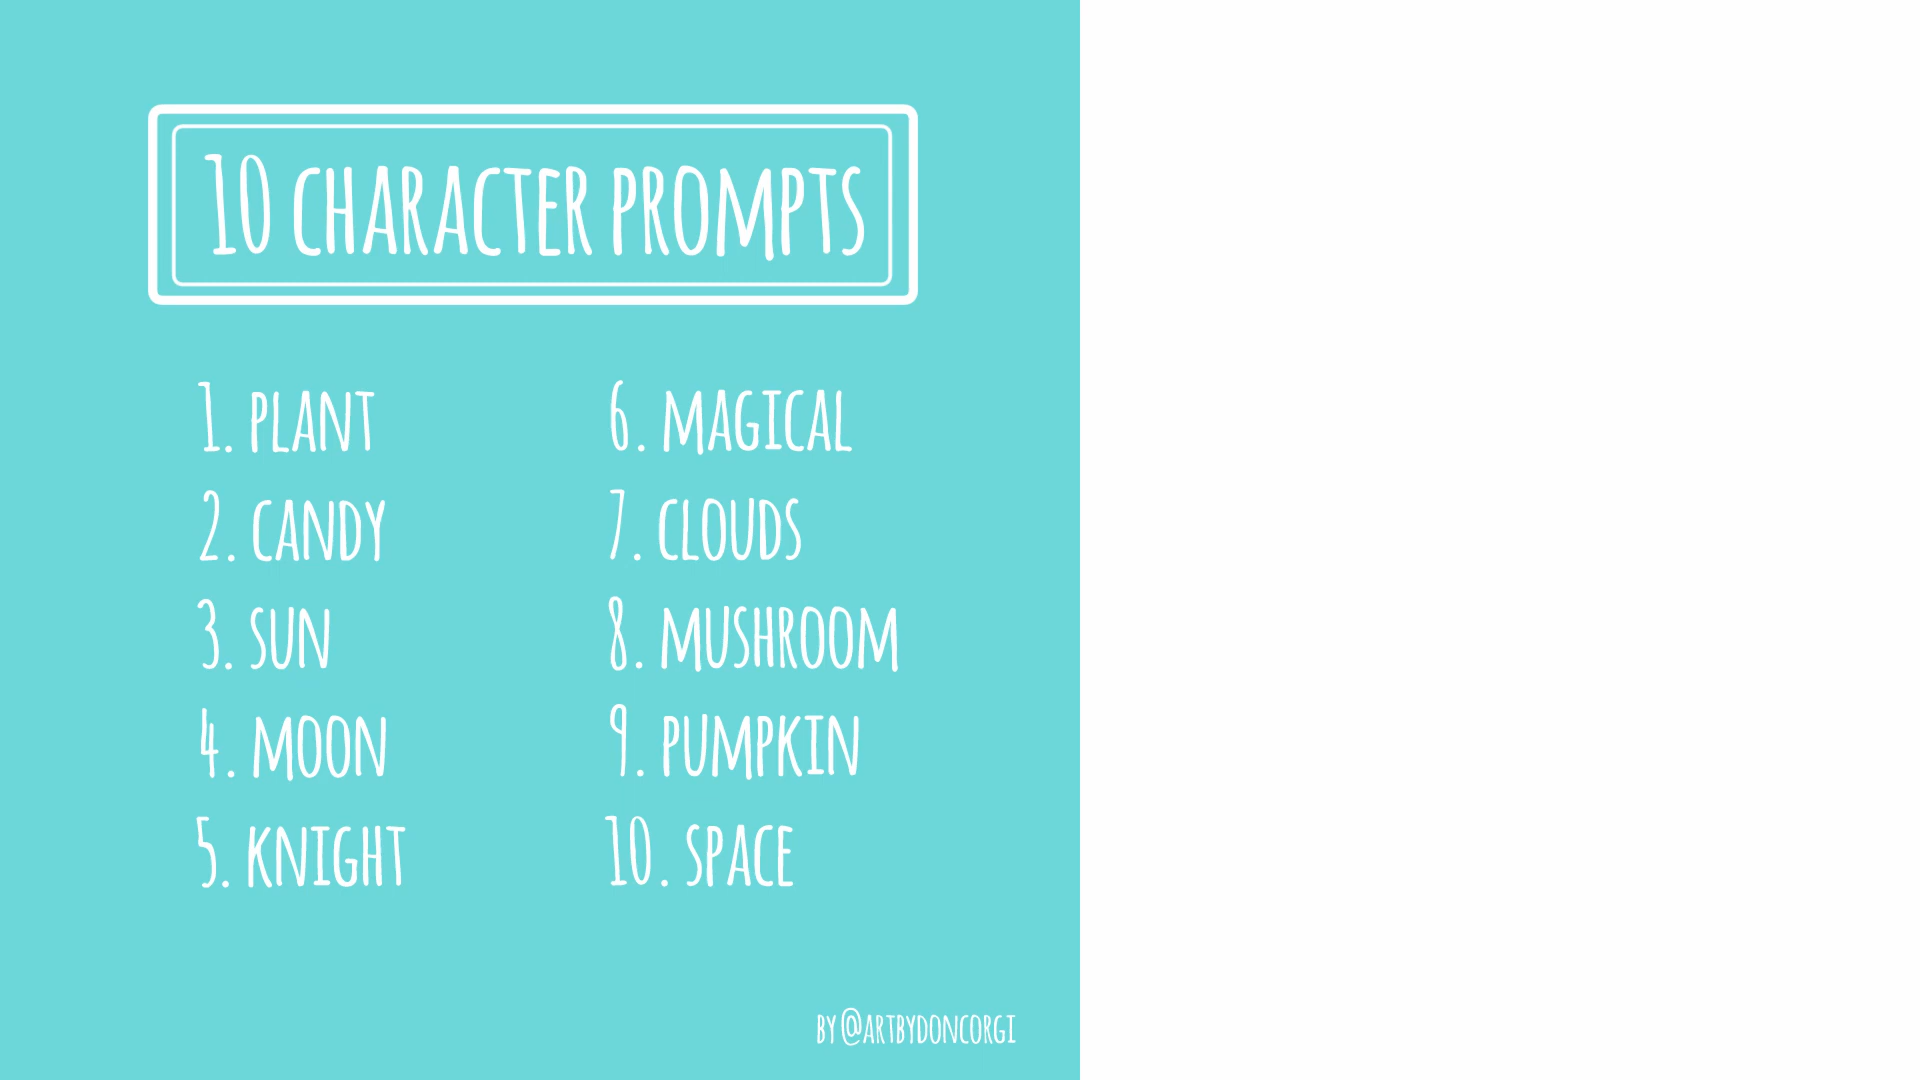 10 CHARACTER PROMPTS
1. PLANT
2. CANDY
3. SUN
4. MOON
5. KNIGHT
6. MAGICAL
7. CLOUDS
8. MUSHROOM
9. PUMPKIN
10. SPACE
BY @ARTBYDONCORGI